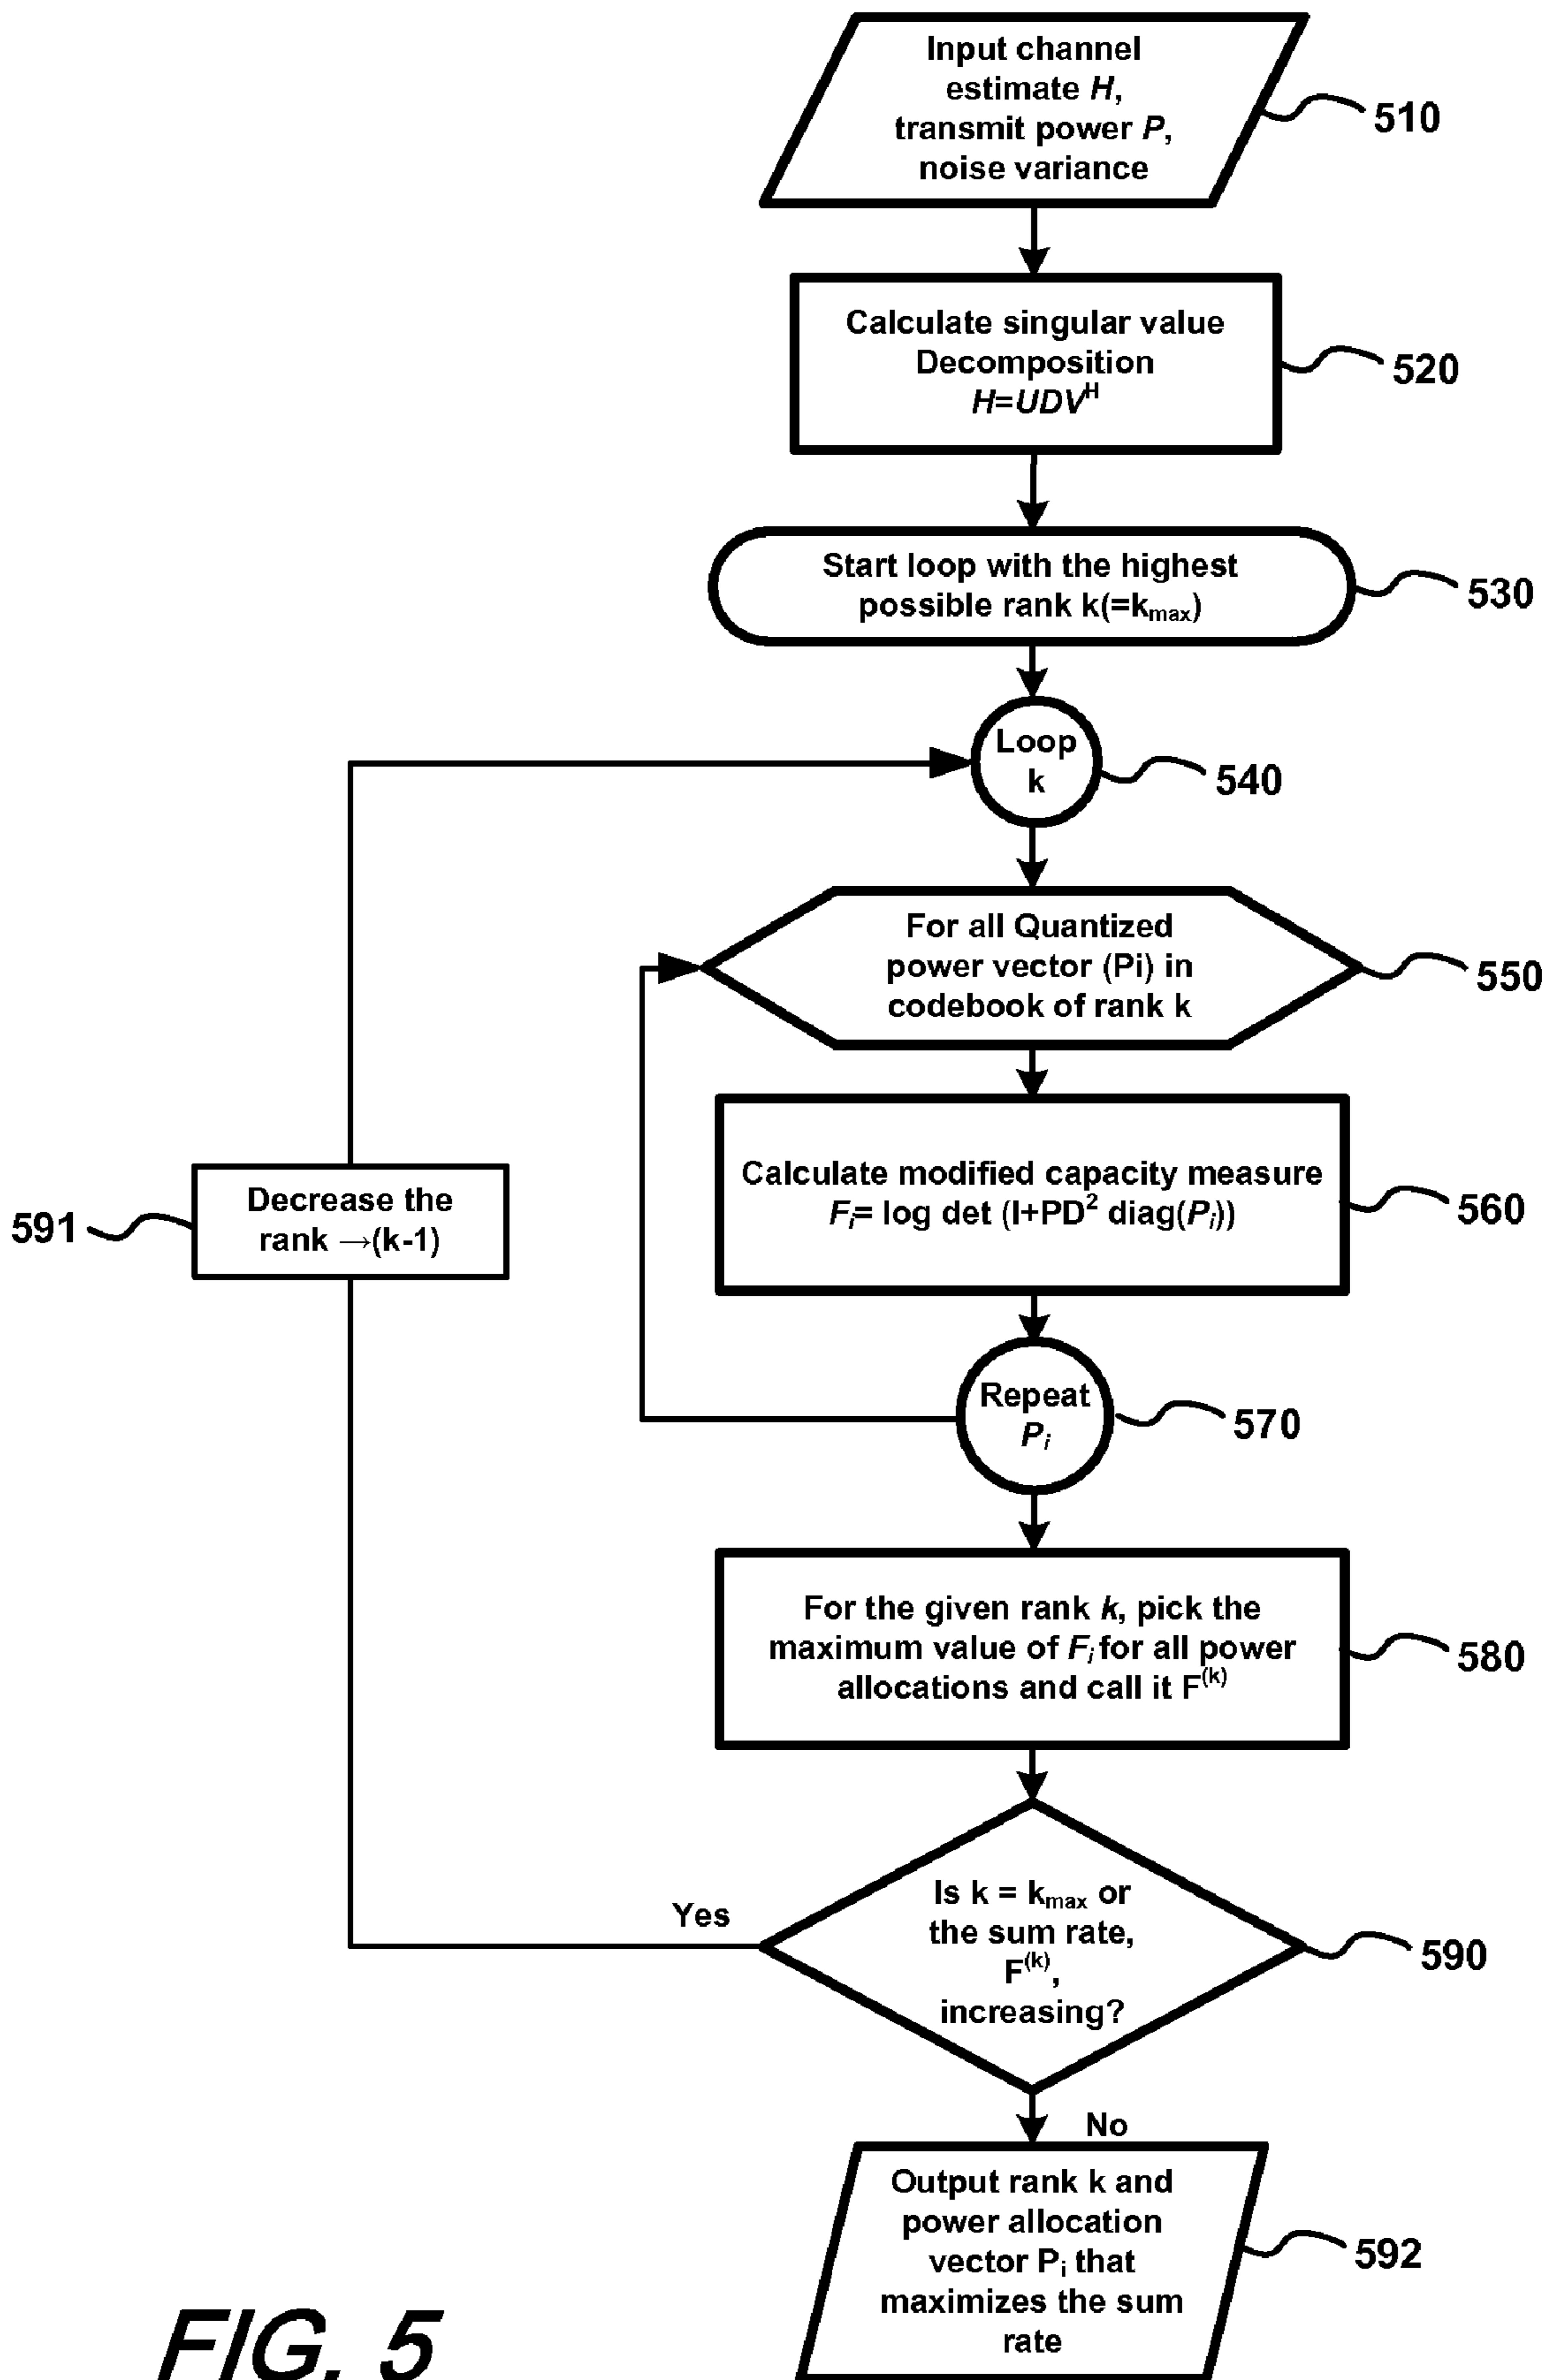 Input channel
estimate H,
transmit power P,
noise variance
510
Calculate singular value
Decomposition
H=UDVᴴ
520
Start loop with the highest
possible rank k(=kmax)
530
Loop
k
540
For all Quantized
power vector (Pi) in
codebook of rank k
550
Calculate modified capacity measure
Fᵢ= log det (I+PD² diag(Pᵢ))
560
591
Decrease the
rank →(k-1)
Repeat
Pᵢ
570
For the given rank k, pick the
maximum value of Fᵢ for all power
allocations and call it F⁽ᵏ⁾
580
Yes
Is k = kmax or
the sum rate,
F⁽ᵏ⁾,
increasing?
590
No
Output rank k and
power allocation
vector Pᵢ that
maximizes the sum
rate
592
FIG. 5